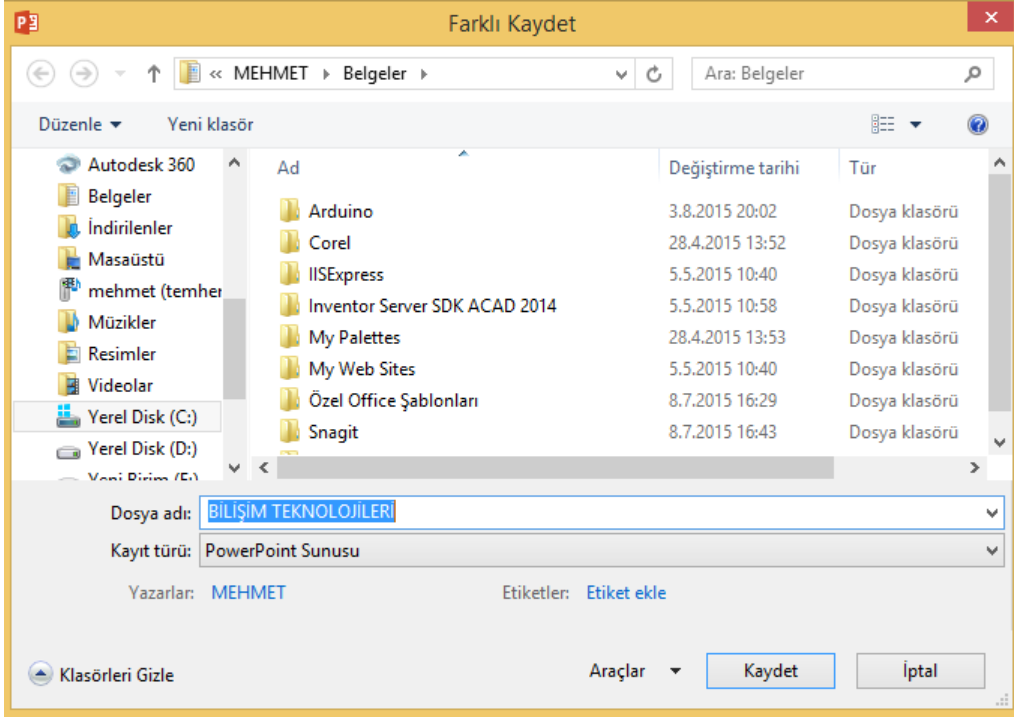 Farklı Kaydet
« MEHMET Belgeler
Ara: Belgeler
Düzenle Yeni klasör
Ad Değiştirme tarihi Tür
Autodesk 360
Belgeler
İndirilenler
Masaüstü
mehmet (temher
Müzikler
Resimler
Videolar
Yerel Disk (C:)
Yerel Disk (D:)
Yeni Birim (F:)
Arduino 3.8.2015 20:02 Dosya klasörü
Corel 28.4.2015 13:52 Dosya klasörü
IISExpress 5.5.2015 10:40 Dosya klasörü
Inventor Server SDK ACAD 2014 5.5.2015 10:58 Dosya klasörü
My Palettes 28.4.2015 13:53 Dosya klasörü
My Web Sites 5.5.2015 10:40 Dosya klasörü
Özel Office Şablonları 8.7.2015 16:29 Dosya klasörü
Snagit 8.7.2015 16:43 Dosya klasörü
Dosya adı: BİLİŞİM TEKNOLOJİLERİ
Kayıt türü: PowerPoint Sunusu
Yazarlar: MEHMET Etiketler: Etiket ekle
Klasörleri Gizle Araçlar Kaydet İptal